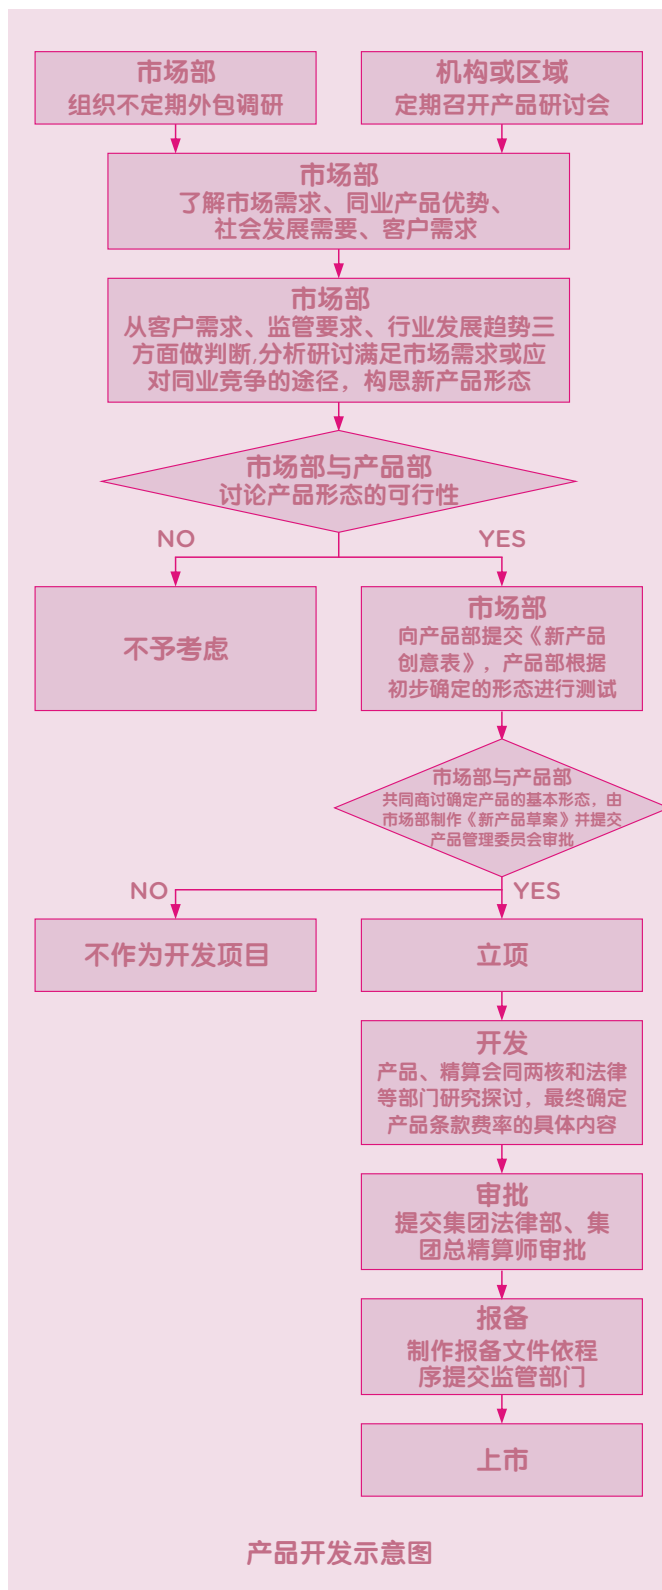 市场部
组织不定期外包调研
机构或区域
定期召开产品研讨会
市场部
了解市场需求、同业产品优势、
社会发展需要、客户需求
市场部
从客户需求、监管要求、行业发展趋势三
方面做判断,分析研讨满足市场需求或应
对同业竞争的途径，构思新产品形态
市场部与产品部
讨论产品形态的可行性
NO
YES
不予考虑
市场部
向产品部提交《新产品
创意表》，产品部根据
初步确定的形态进行测试
市场部与产品部
共同商讨确定产品的基本形态，由
市场部制作《新产品草案》并提交
产品管理委员会审批
NO
YES
不作为开发项目
立项
开发
产品、精算会同两核和法律
等部门研究探讨，最终确定
产品条款费率的具体内容
审批
提交集团法律部、集
团总精算师审批
报备
制作报备文件依程
序提交监管部门
上市
产品开发示意图